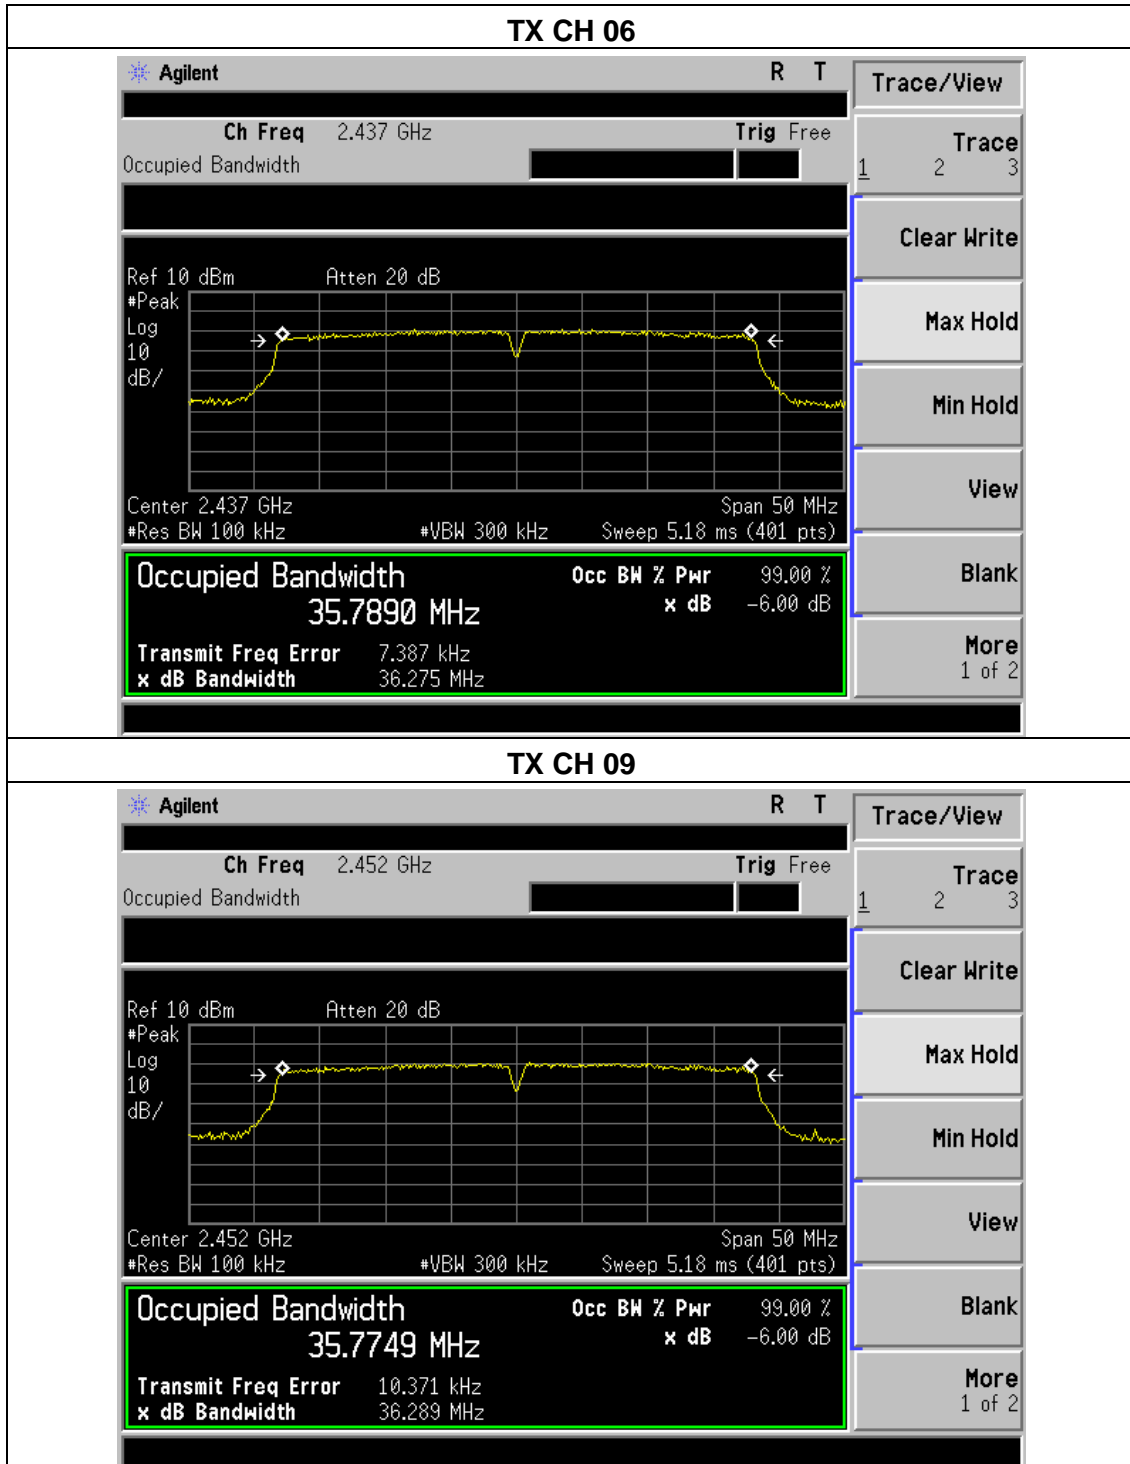 TX CH 06
Agilent R T
Trace/View
Ch Freq 2.437 GHz Trig Free
Occupied Bandwidth
Trace
1 2 3
Clear Write
Ref 10 dBm Atten 20 dB
#Peak
Log
10
dB/
Max Hold
Min Hold
View
Center 2.437 GHz Span 50 MHz
#Res BW 100 kHz #VBW 300 kHz Sweep 5.18 ms (401 pts)
Occupied Bandwidth Occ BW % Pwr 99.00 %
35.7890 MHz x dB -6.00 dB
Blank
Transmit Freq Error 7.387 kHz
x dB Bandwidth 36.275 MHz
More
1 of 2
TX CH 09
Agilent R T
Trace/View
Ch Freq 2.452 GHz Trig Free
Occupied Bandwidth
Trace
1 2 3
Clear Write
Ref 10 dBm Atten 20 dB
#Peak
Log
10
dB/
Max Hold
Min Hold
View
Center 2.452 GHz Span 50 MHz
#Res BW 100 kHz #VBW 300 kHz Sweep 5.18 ms (401 pts)
Occupied Bandwidth Occ BW % Pwr 99.00 %
35.7749 MHz x dB -6.00 dB
Blank
Transmit Freq Error 10.371 kHz
x dB Bandwidth 36.289 MHz
More
1 of 2